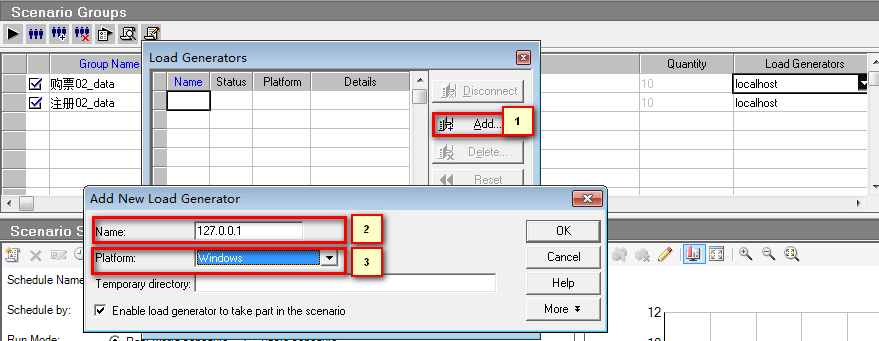 Scenario Groups
Load Generators
Group Name
Quantity
Load Generators
Name Status Platform Details
Disconnect
购票02_data
10
localhost
注册02_data
10
localhost
Add...
1
Delete...
Reset
Add New Load Generator
Name:
127.0.0.1
2
OK
Scenario S
Platform:
Windows
3
Cancel
Schedule Name
Temporary directory:
Help
Schedule by:
Enable load generator to take part in the scenario
More
12
Run Mode:
12